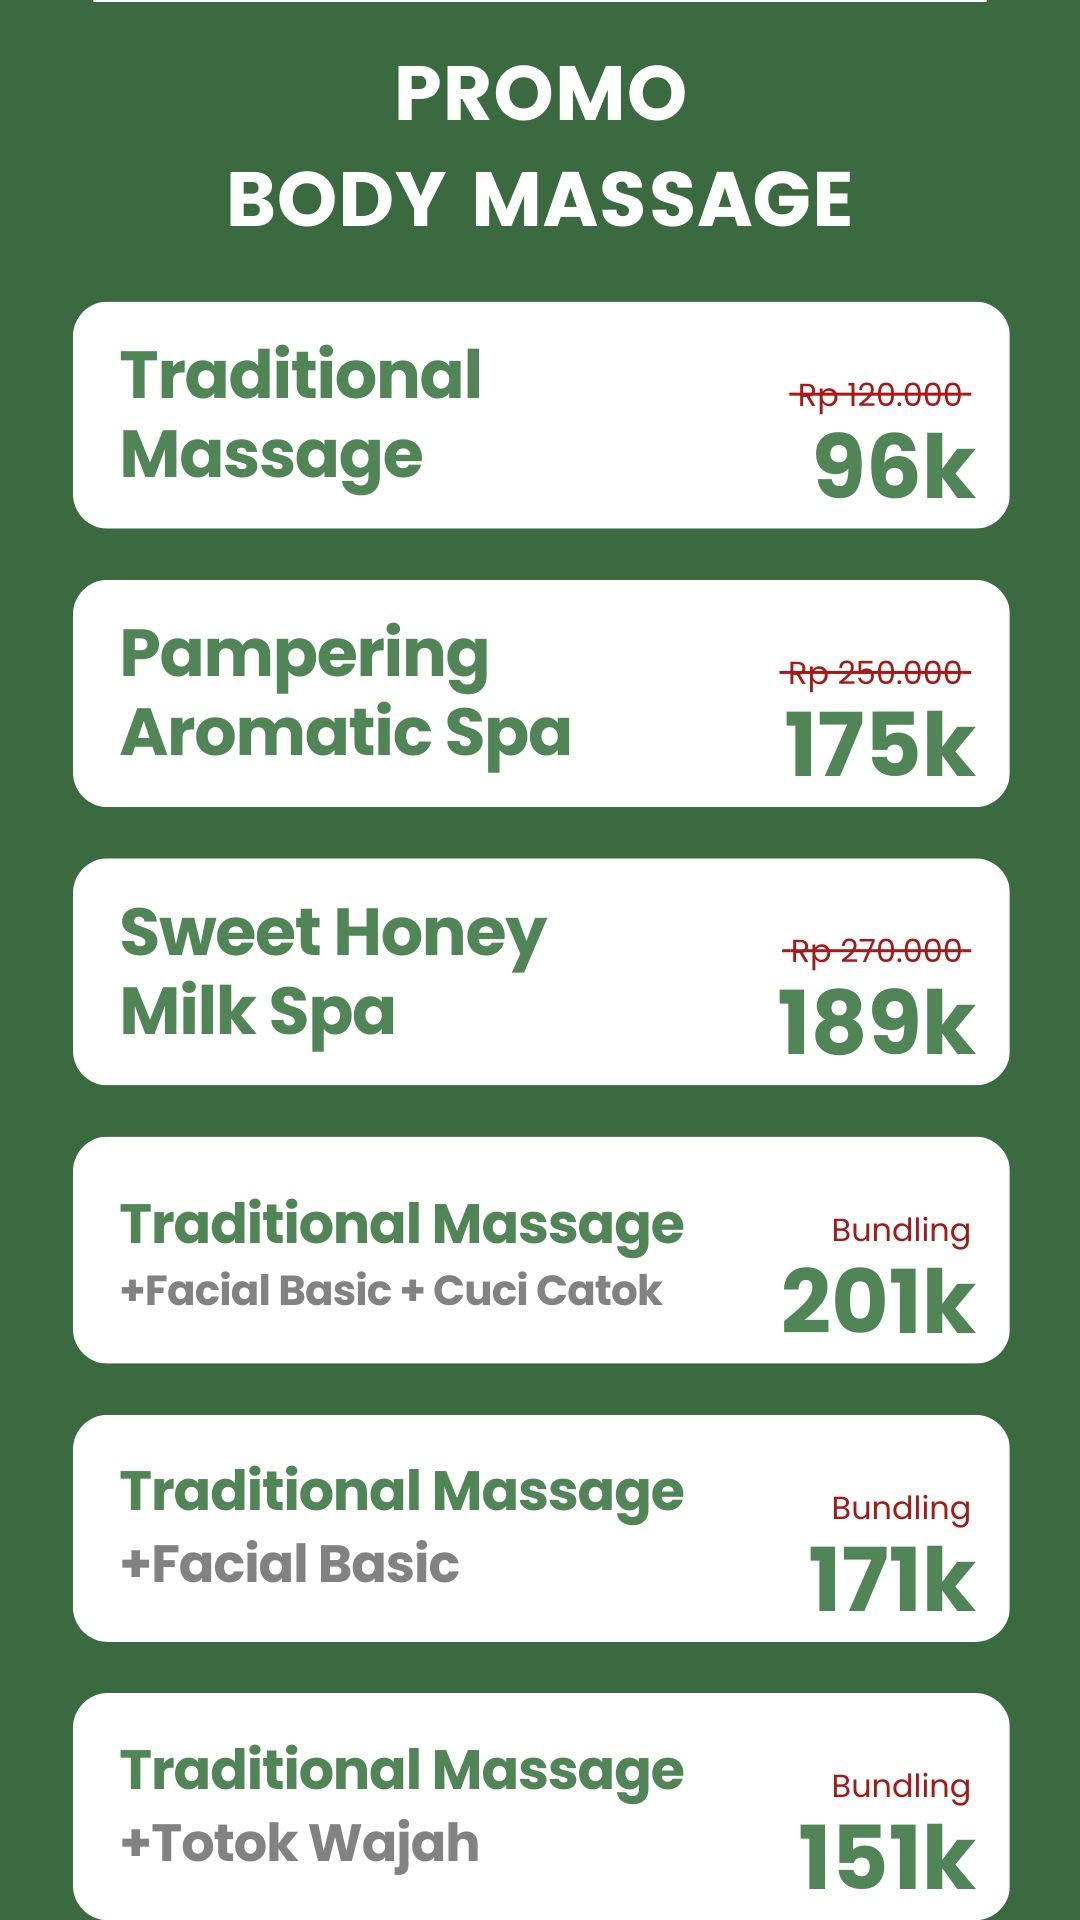 PROMO
BODY MASSAGE
Traditional
Massage
Rp 120.000
96k
Pampering
Aromatic Spa
Rp 250.000
175k
Sweet Honey
Milk Spa
Rp 270.000
189k
Traditional Massage
+Facial Basic + Cuci Catok
Bundling
201k
Traditional Massage
+Facial Basic
Bundling
171k
Traditional Massage
+Totok Wajah
Bundling
151k